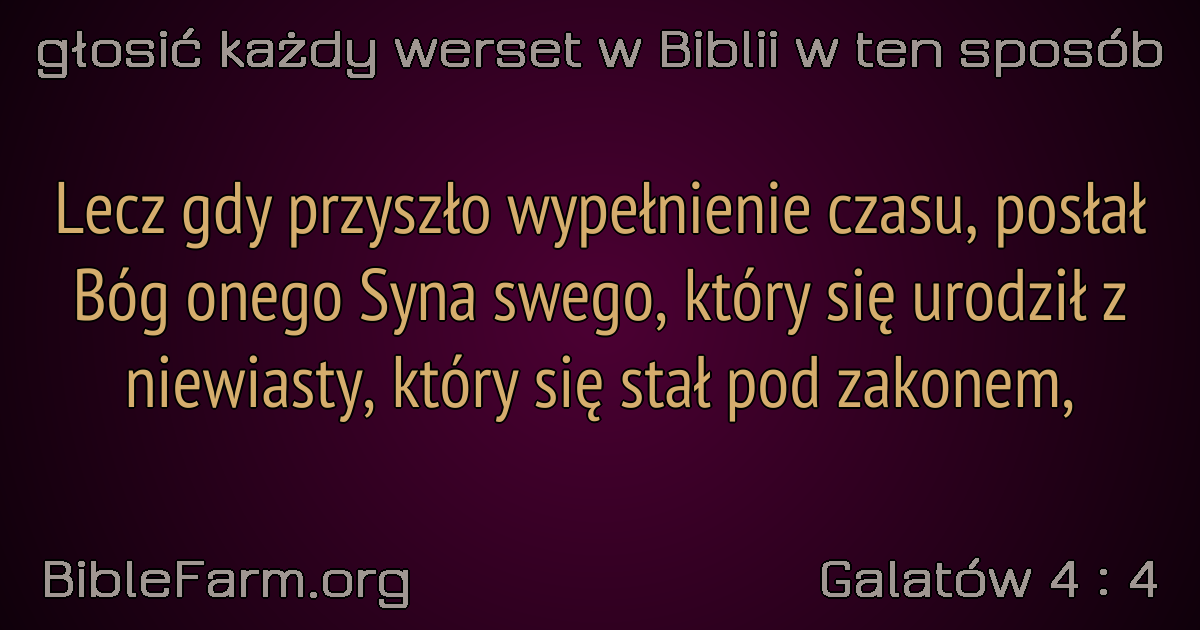 głosić każdy werset w Biblii w ten sposób
Lecz gdy przyszło wypełnienie czasu, posłał
Bóg onego Syna swego, który się urodził z
niewiasty, który się stał pod zakonem,
BibleFarm.org
Galatów 4 : 4